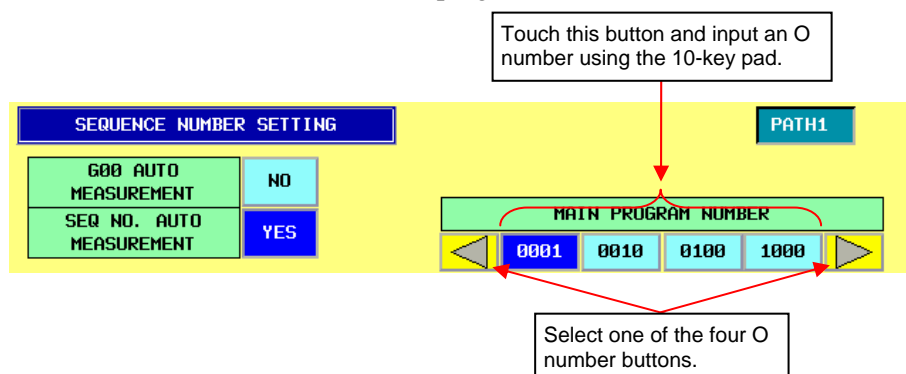 Touch this button and input an O
number using the 10-key pad.
SEQUENCE NUMBER SETTING
PATH1
G00 AUTO
MEASUREMENT
NO
SEQ NO. AUTO
MEASUREMENT
YES
MAIN PROGRAM NUMBER
0001 0010 0100 1000
Select one of the four O
number buttons.